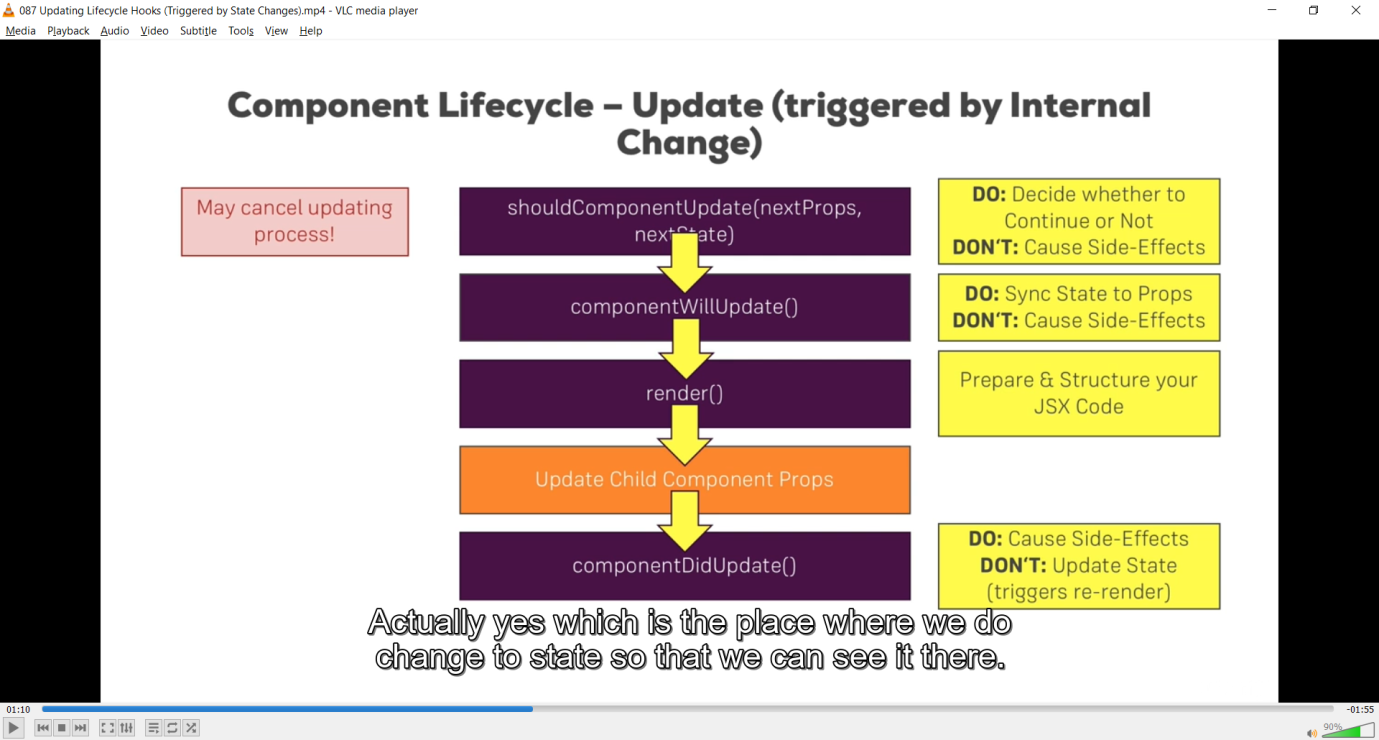 087 Updating Lifecycle Hooks (Triggered by State Changes).mp4 - VLC media player
Media Playback Audio Video Subtitle Tools View Help
Component Lifecycle – Update (triggered by Internal
Change)
May cancel updating
process!
shouldComponentUpdate(nextProps,
nextState)
DO: Decide whether to
Continue or Not
DON'T: Cause Side-Effects
componentWillUpdate()
DO: Sync State to Props
DON'T: Cause Side-Effects
render()
Prepare & Structure your
JSX Code
Update Child Component Props
componentDidUpdate()
DO: Cause Side-Effects
DON'T: Update State
(triggers re-render)
Actually yes which is the place where we do
change to state so that we can see it there.
01:10
-01:55
90%